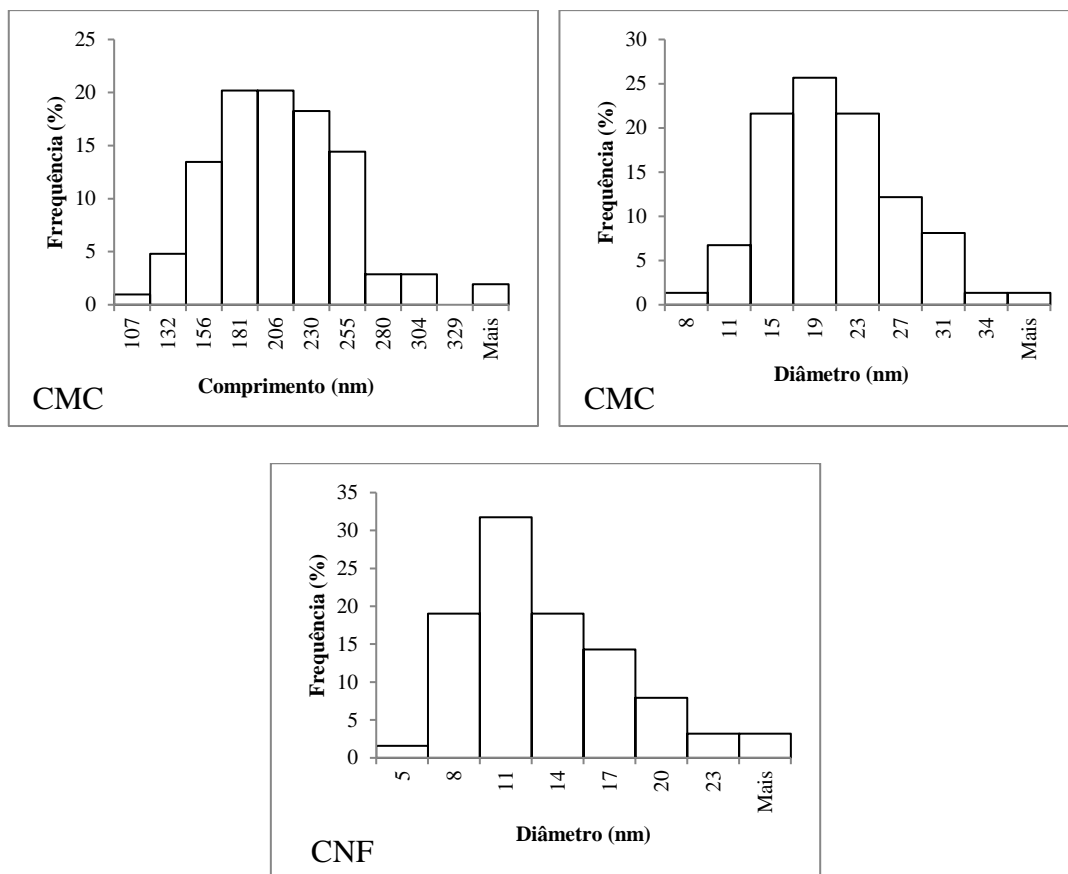 25
20
15
10
5
0
Frrequência (%)
107 132 156 181 206 230 255 280 304 329 Mais
Comprimento (nm)
CMC
30
25
20
15
10
5
0
Frequência (%)
8 11 15 19 23 27 31 34 Mais
Diâmetro (nm)
CMC
35
30
25
20
15
10
5
0
Frequência (%)
5 8 11 14 17 20 23 Mais
Diâmetro (nm)
CNF